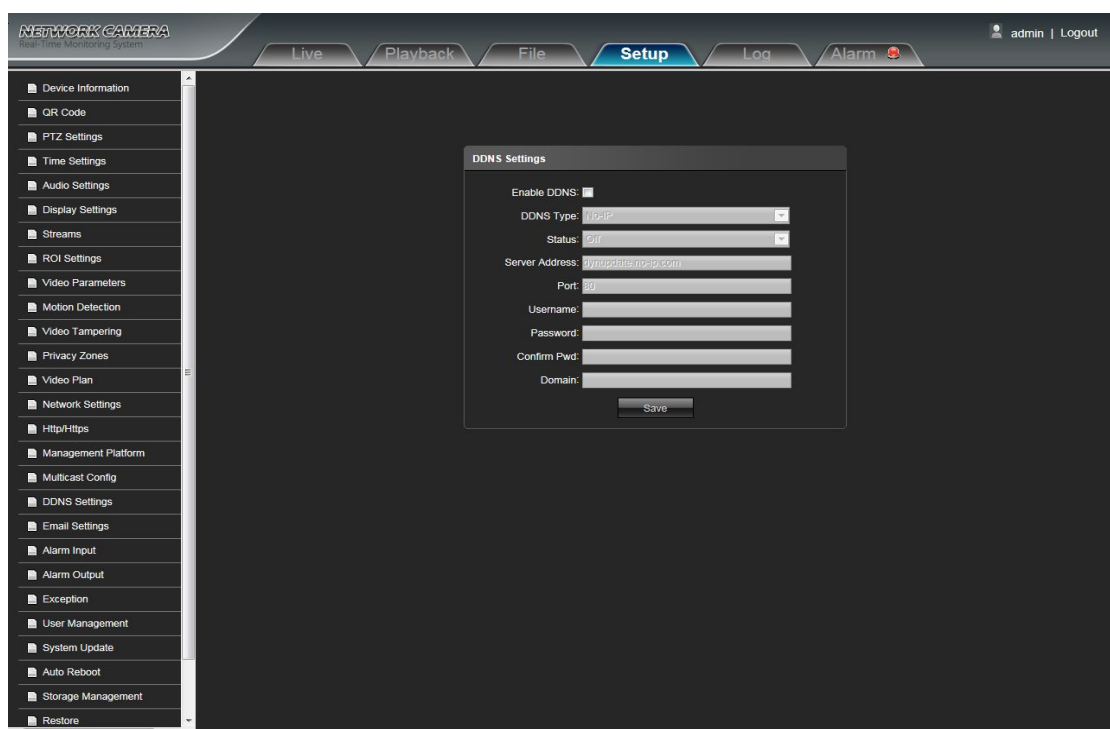 NETWORK CAMERA
Real-Time Monitoring System
Live
Playback
File
Setup
Log
Alarm
admin | Logout
Device Information
QR Code
PTZ Settings
Time Settings
Audio Settings
Display Settings
Streams
ROI Settings
Video Parameters
Motion Detection
Video Tampering
Privacy Zones
Video Plan
Network Settings
Http/Https
Management Platform
Multicast Config
DDNS Settings
Email Settings
Alarm Input
Alarm Output
Exception
User Management
System Update
Auto Reboot
Storage Management
Restore
DDNS Settings
Enable DDNS:
DDNS Type: No-IP
Status: Off
Server Address: dynupdate.no-ip.com
Port: 80
Username:
Password:
Confirm Pwd:
Domain:
Save